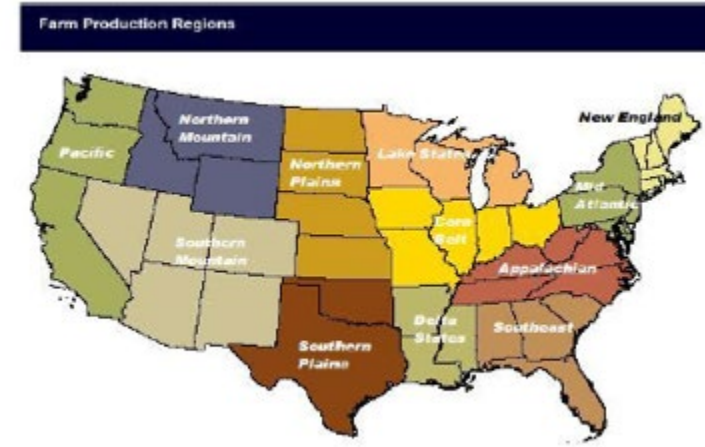 Farm Production Regions
New England
Northern
Mountain
Pacific
Lake States
Northern
Plains
Mid
Atlantic
Corn
Belt
Southern
Mountain
Appalachian
Delta
States
Southeast
Southern
Plains